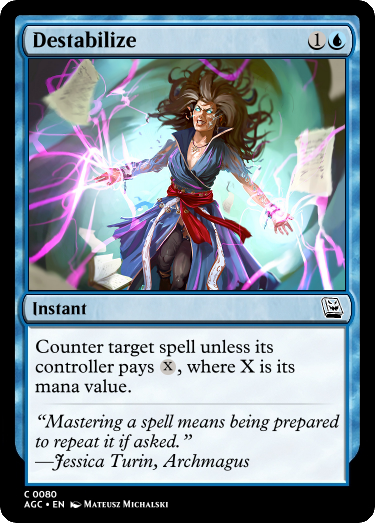 Destabilize 1
Instant
Counter target spell unless its
controller pays X, where X is its
mana value.
“Mastering a spell means being prepared
to repeat it if asked.”
—Jessica Turin, Archmagus
C 0080
AGC • EN Mateusz Michalski